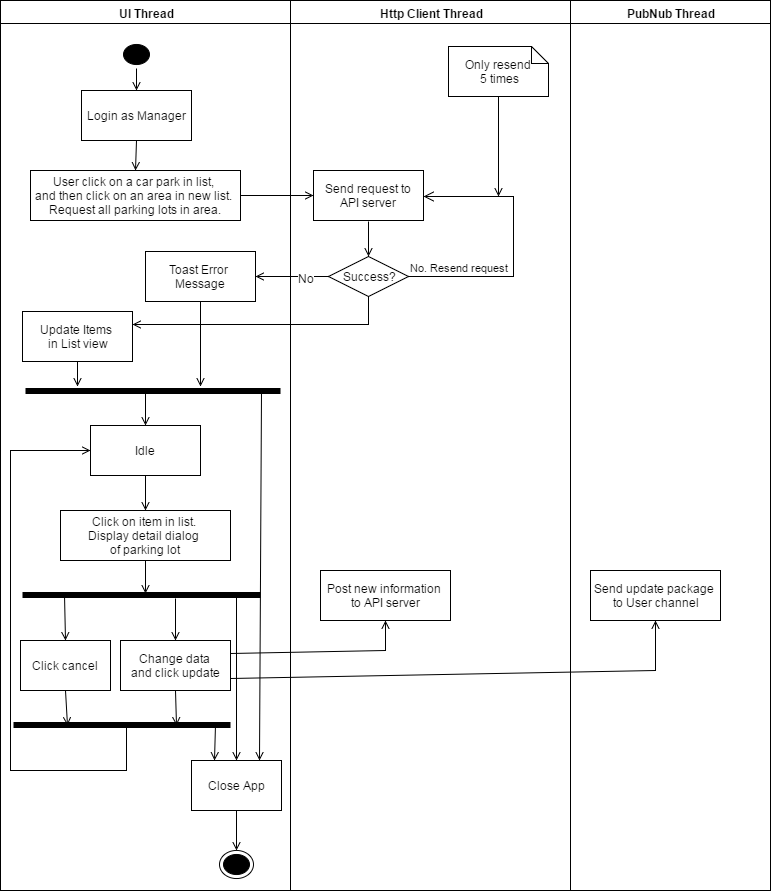 UI Thread
Http Client Thread
PubNub Thread
Only resend
5 times
Login as Manager
User click on a car park in list,
and then click on an area in new list.
Request all parking lots in area.
Send request to
API server
Toast Error
Message
No
Success?
No. Resend request
Update Items
in List view
Idle
Click on item in list.
Display detail dialog
of parking lot
Post new information
to API server
Send update package
to User channel
Click cancel
Change data
and click update
Close App